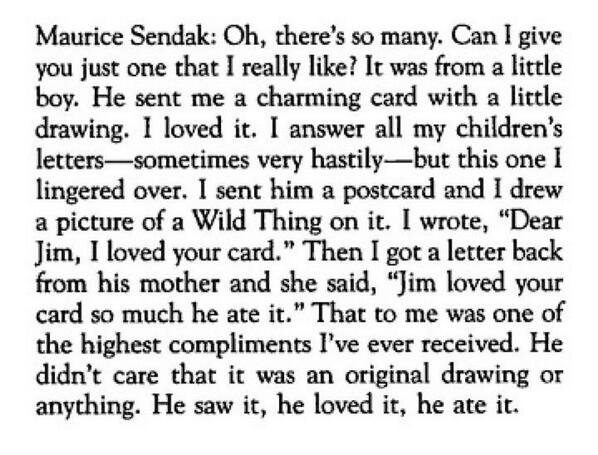 Maurice Sendak: Oh, there's so many. Can I give
you just one that I really like? It was from a little
boy. He sent me a charming card with a little
drawing. I loved it. I answer all my children's
letters—sometimes very hastily—but this one I
lingered over. I sent him a postcard and I drew
a picture of a Wild Thing on it. I wrote, “Dear
Jim, I loved your card.” Then I got a letter back
from his mother and she said, “Jim loved your
card so much he ate it.” That to me was one of
the highest compliments I've ever received. He
didn't care that it was an original drawing or
anything. He saw it, he loved it, he ate it.